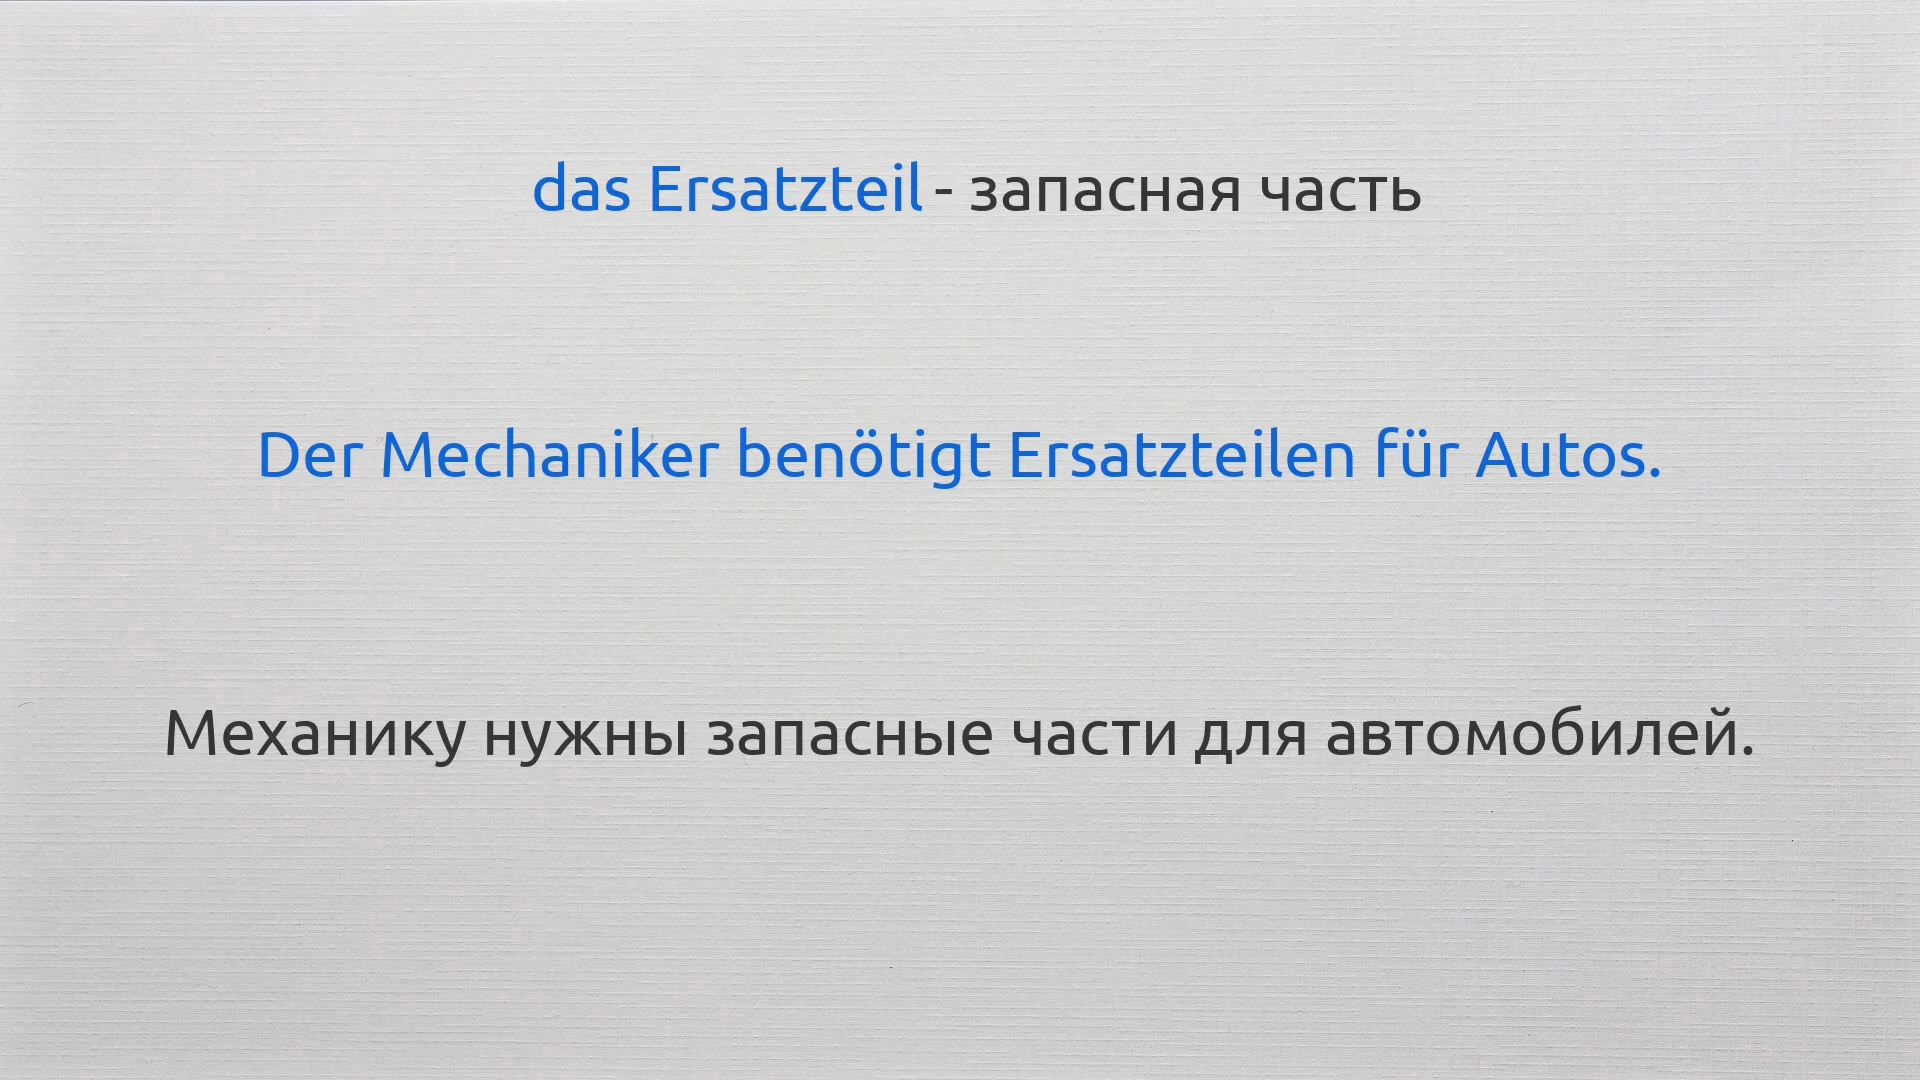 das Ersatzteil - запасная часть
Der Mechaniker benötigt Ersatzteilen für Autos.
Механику нужны запасные части для автомобилей.